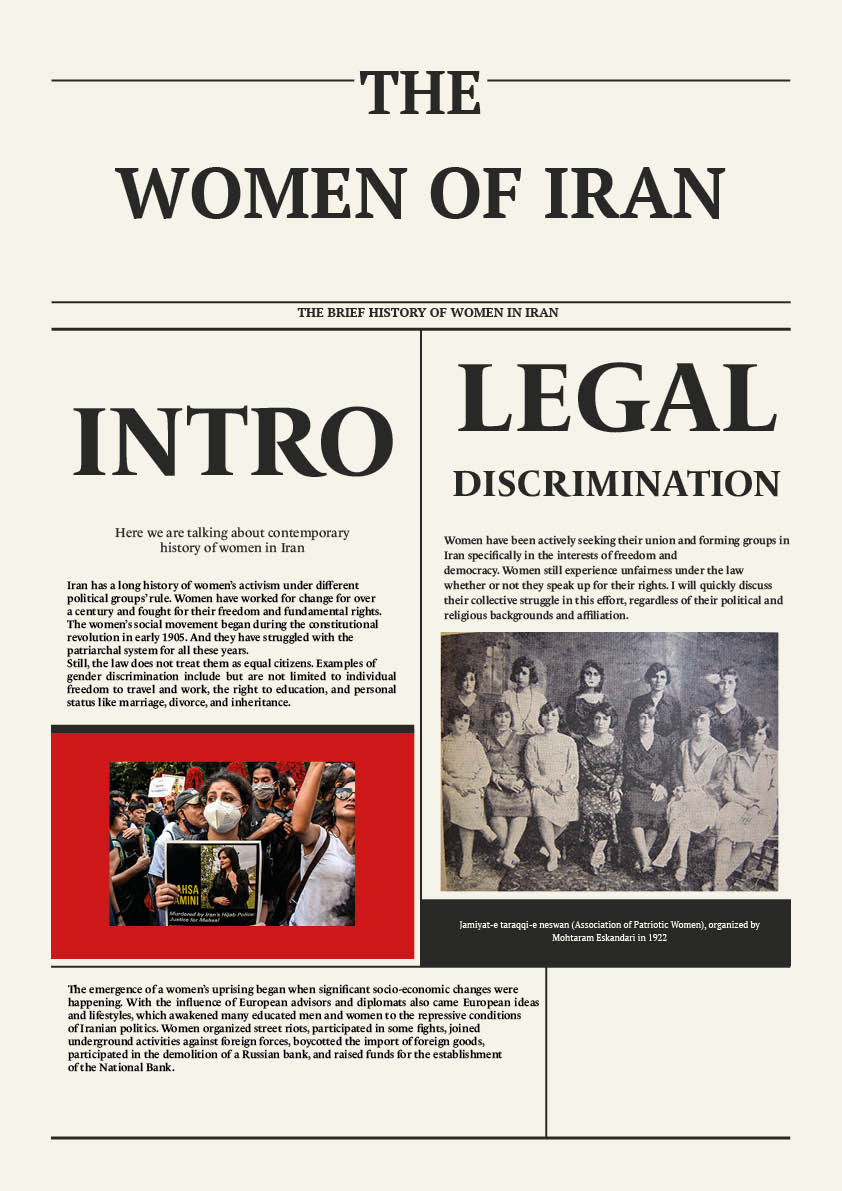 THE
WOMEN OF IRAN
THE BRIEF HISTORY OF WOMEN IN IRAN
INTRO
Here we are talking about contemporary
history of women in Iran
Iran has a long history of women's activism under different
political groups' rule. Women have worked for change for over
a century and fought for their freedom and fundamental rights.
The women's social movement began during the constitutional
revolution in early 1905. And they have struggled with the
patriarchal system for all these years.
Still, the law does not treat them as equal citizens. Examples of
gender discrimination include but are not limited to individual
freedom to travel and work, the right to education, and personal
status like marriage, divorce, and inheritance.
AHSA
AMINI
Murdered by Iran's Hijab Police
Justice for Mahsa!
LEGAL
DISCRIMINATION
Women have been actively seeking their union and forming groups in
Iran specifically in the interests of freedom and
democracy. Women still experience unfairness under the law
whether or not they speak up for their rights. I will quickly discuss
their collective struggle in this effort, regardless of their political and
religious backgrounds and affiliation.
Jamiyat-e taraqqi-e neswan (Association of Patriotic Women), organized by
Mohtaram Eskandari in 1922
The emergence of a women's uprising began when significant socio-economic changes were
happening. With the influence of European advisors and diplomats also came European ideas
and lifestyles, which awakened many educated men and women to the repressive conditions
of Iranian politics. Women organized street riots, participated in some fights, joined
underground activities against foreign forces, boycotted the import of foreign goods,
participated in the demolition of a Russian bank, and raised funds for the establishment
of the National Bank.